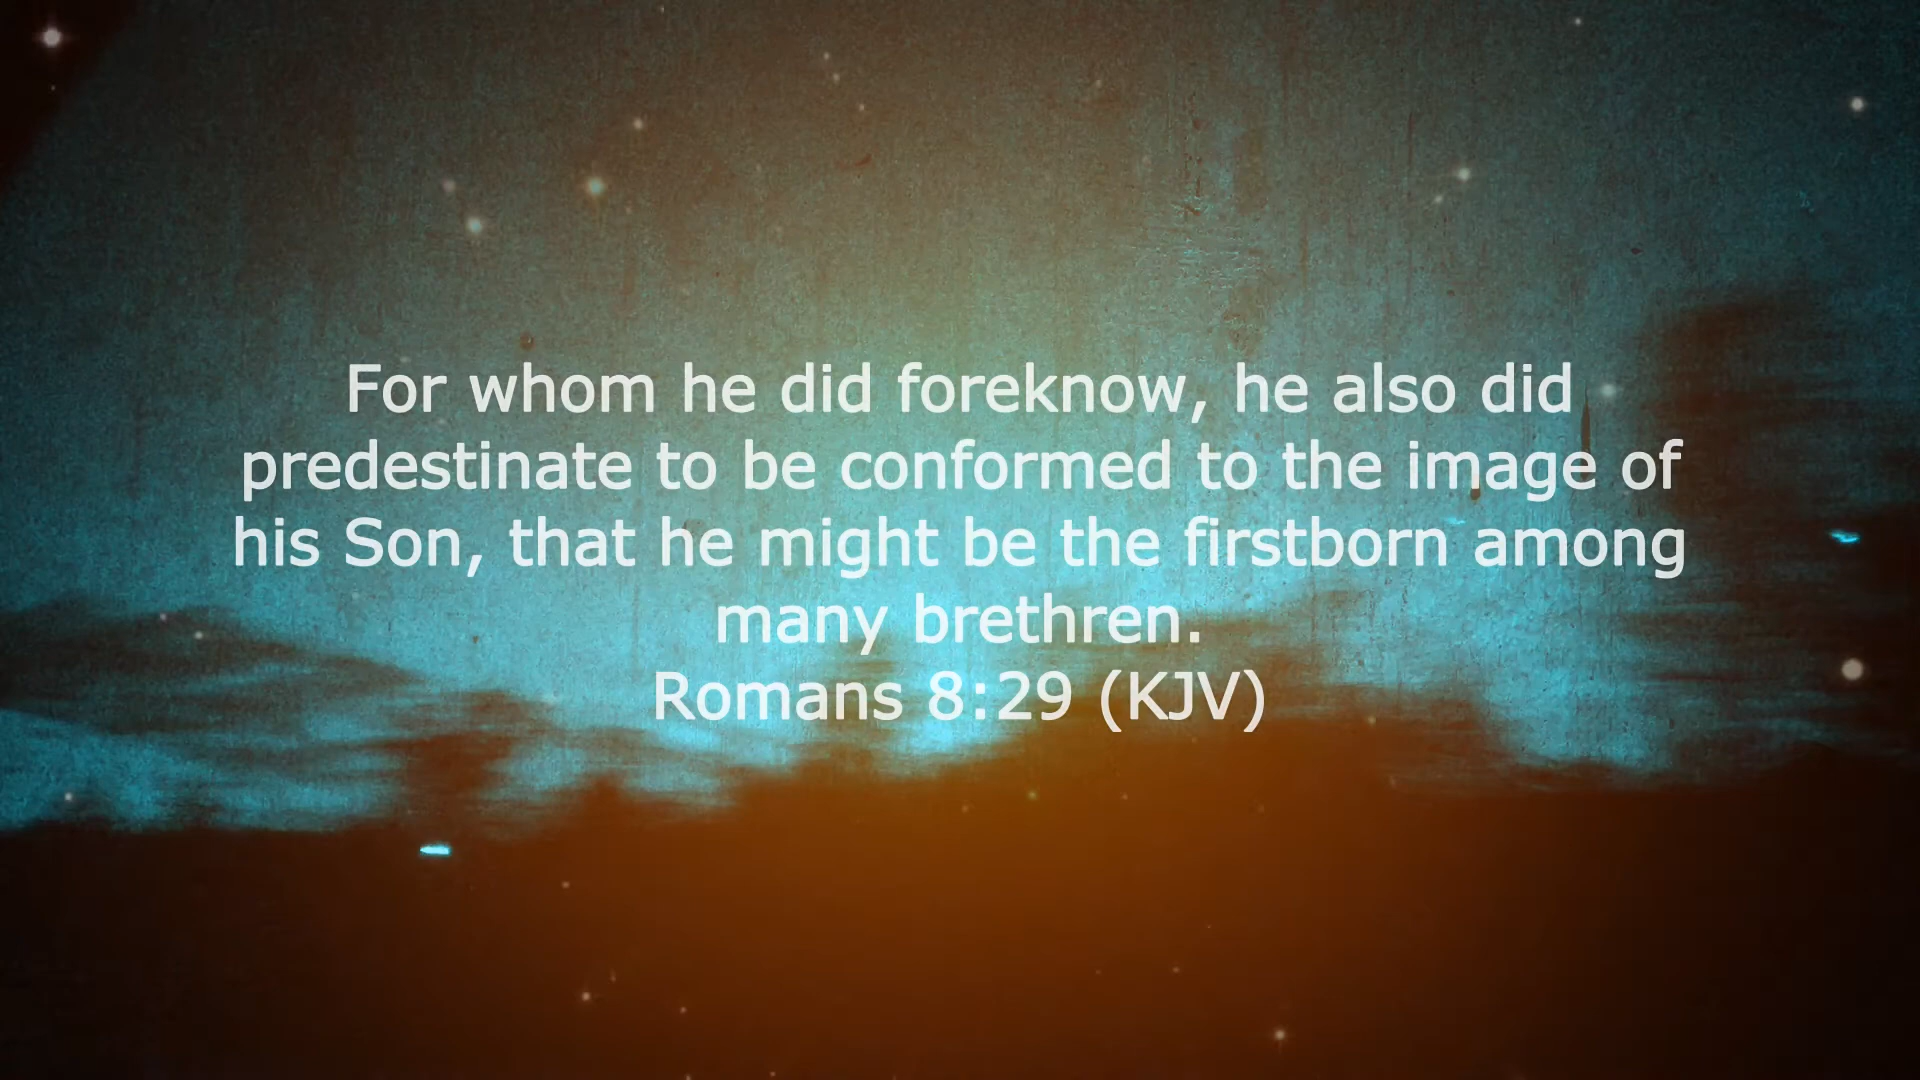 For whom he did foreknow, he also did
predestinate to be conformed to the image of
his Son, that he might be the firstborn among
many brethren.
Romans 8:29 (KJV)